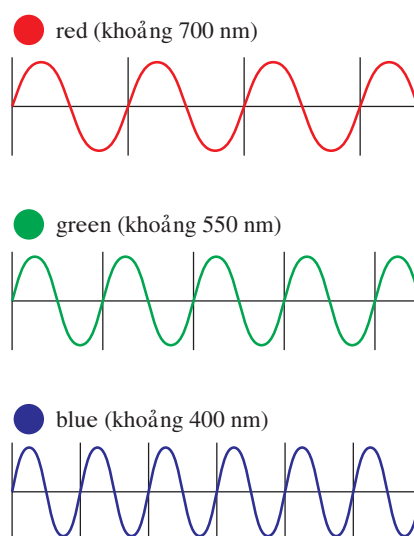 red (khoảng 700 nm)
green (khoảng 550 nm)
blue (khoảng 400 nm)